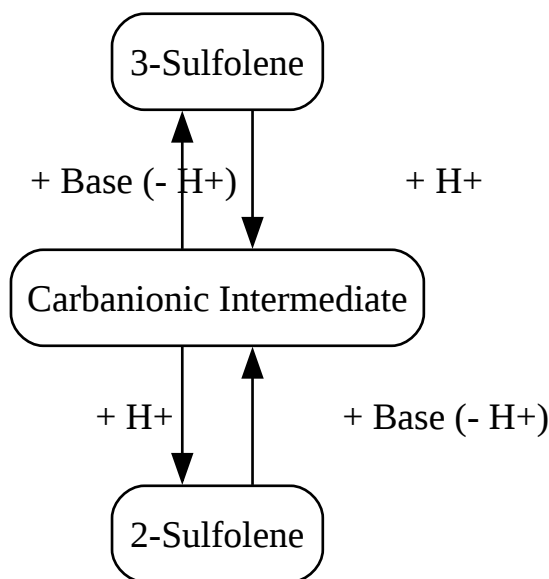 3-Sulfolene
+ Base (- H+)
+ H+
Carbanionic Intermediate
+ H+
+ Base (- H+)
2-Sulfolene